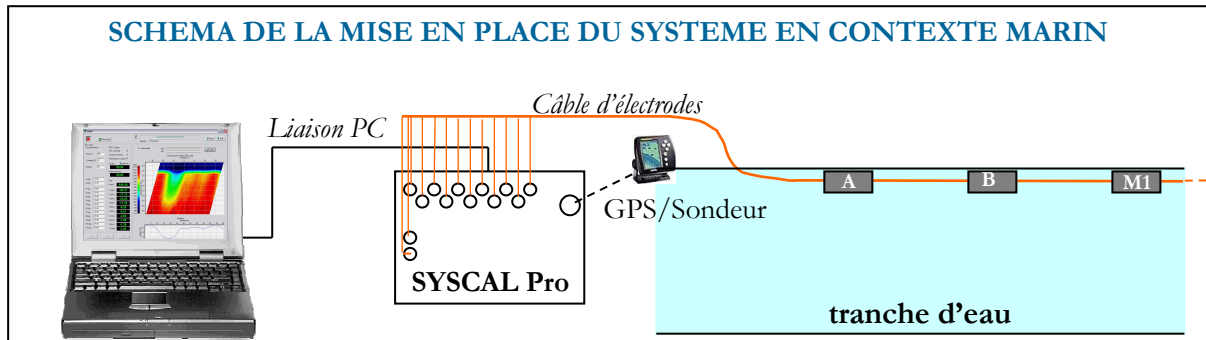 SCHEMA DE LA MISE EN PLACE DU SYSTEME EN CONTEXTE MARIN
Câble d'électrodes
Liaison PC
A
B
M1
GPS/Sondeur
SYSCAL Pro
tranche d'eau